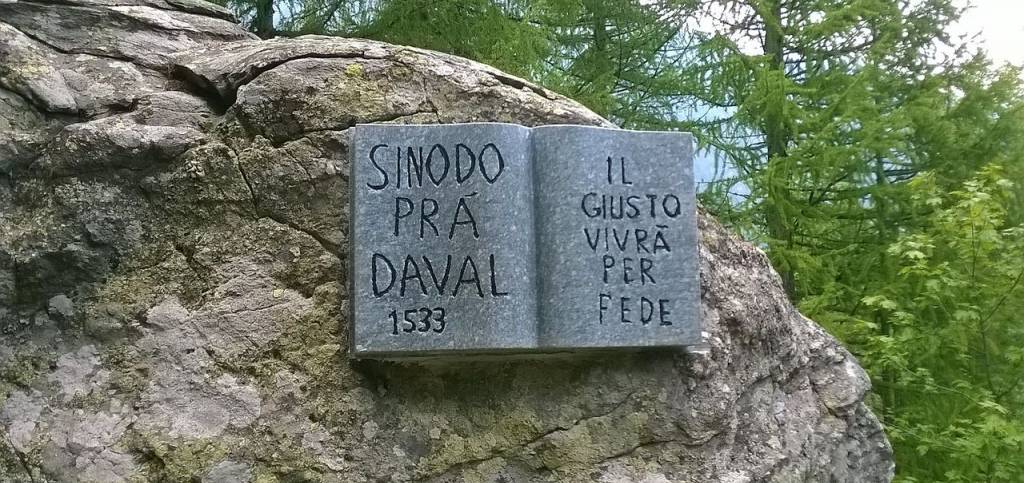 SINODO
PRÁ
DAVAL
1533
IL
GIUSTO
VIVRÃ
PER
FEDE